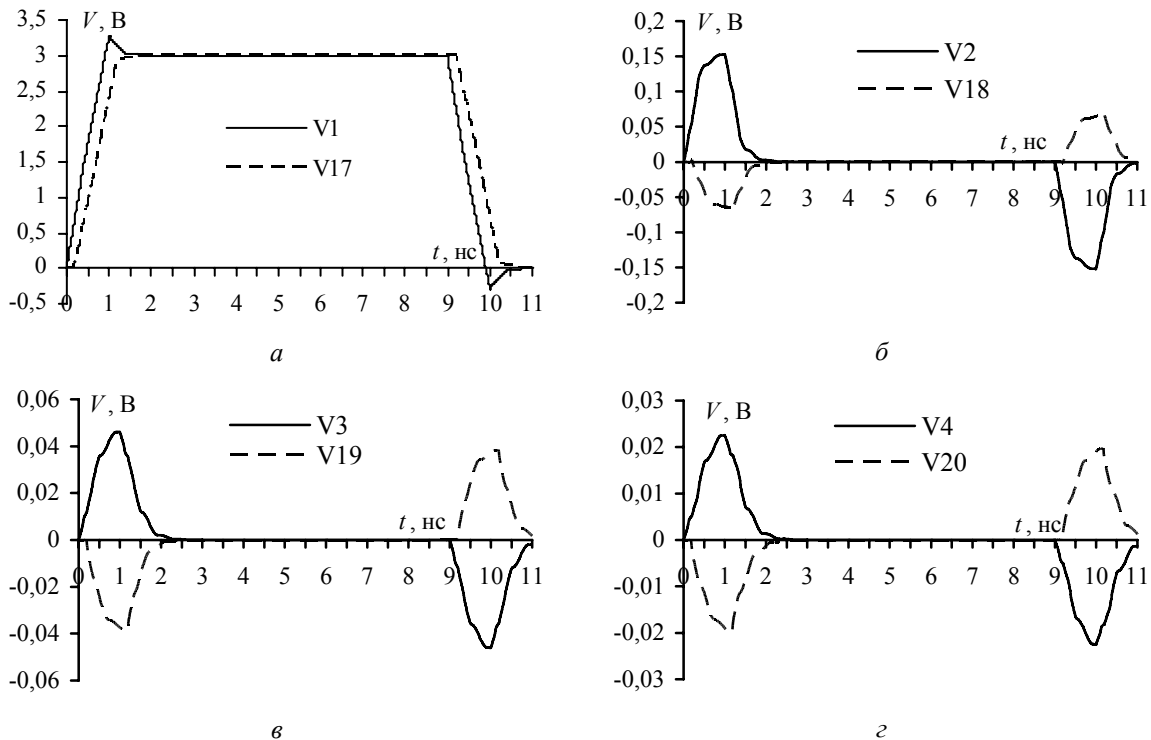 3,5
3
2,5
2
1,5
1
0,5
0
-0,5
V, В
V1
V17
t, нс
0 1 2 3 4 5 6 7 8 9 10 11
а
0,2
0,15
0,1
0,05
0
-0,05
-0,1
-0,15
-0,2
V, В
V2
V18
t, нс
0 1 2 3 4 5 6 7 8 9 10 11
б
0,06
0,04
0,02
0
-0,02
-0,04
-0,06
V, В
V3
V19
t, нс
0 1 2 3 4 5 6 7 8 9 10 11
в
0,03
0,02
0,01
0
-0,01
-0,02
-0,03
V, В
V4
V20
t, нс
0 1 2 3 4 5 6 7 8 9 10 11
г